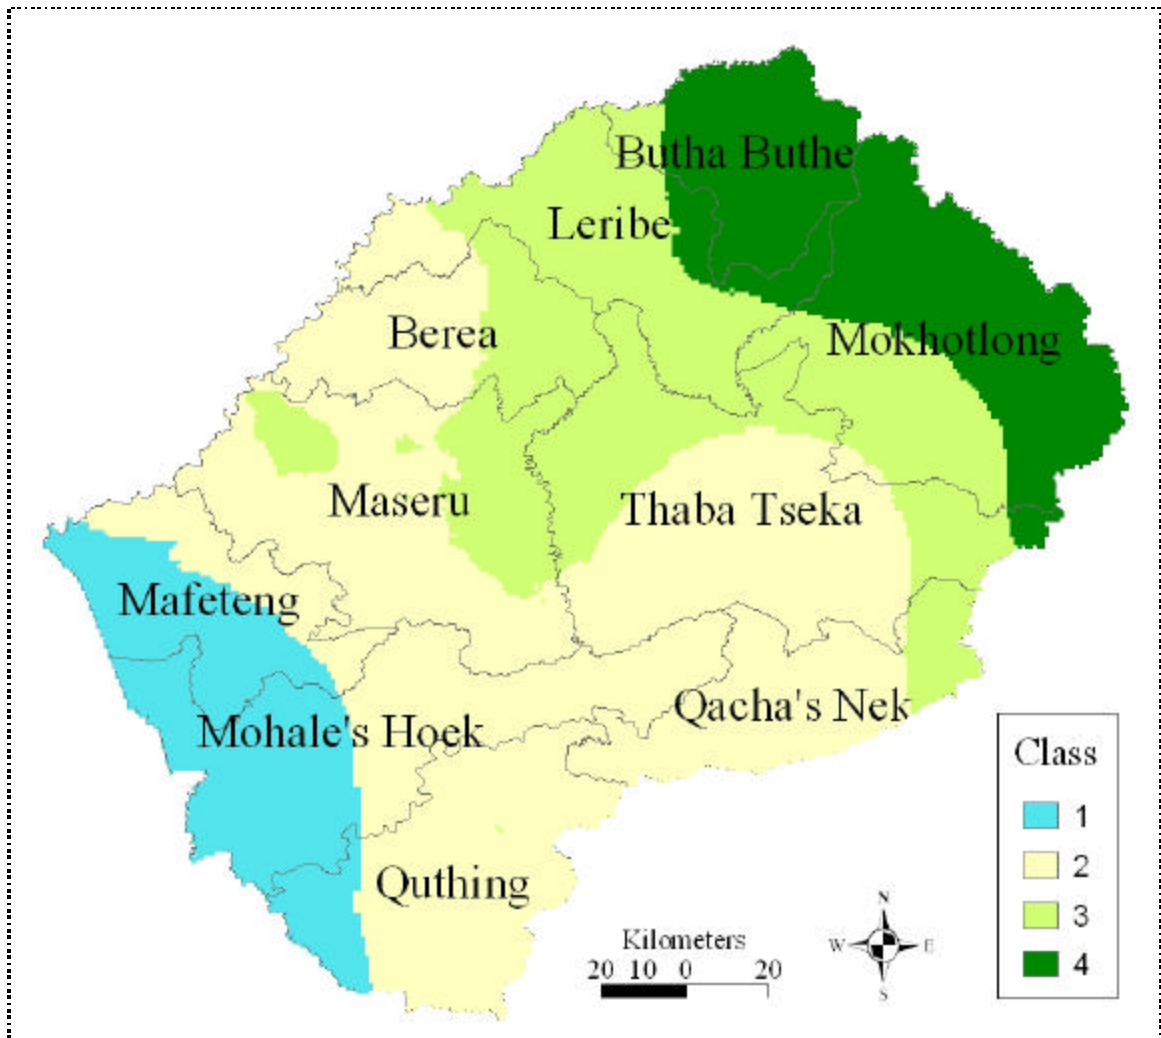 Butha Buthe
Leribe
Berea
Mokhotlong
Maseru
Thaba Tseka
Mafeteng
Mohale's Hoek
Qacha's Nek
Quthing
Class
1
2
3
4
Kilometers
20 10 0 20
N
W E
S